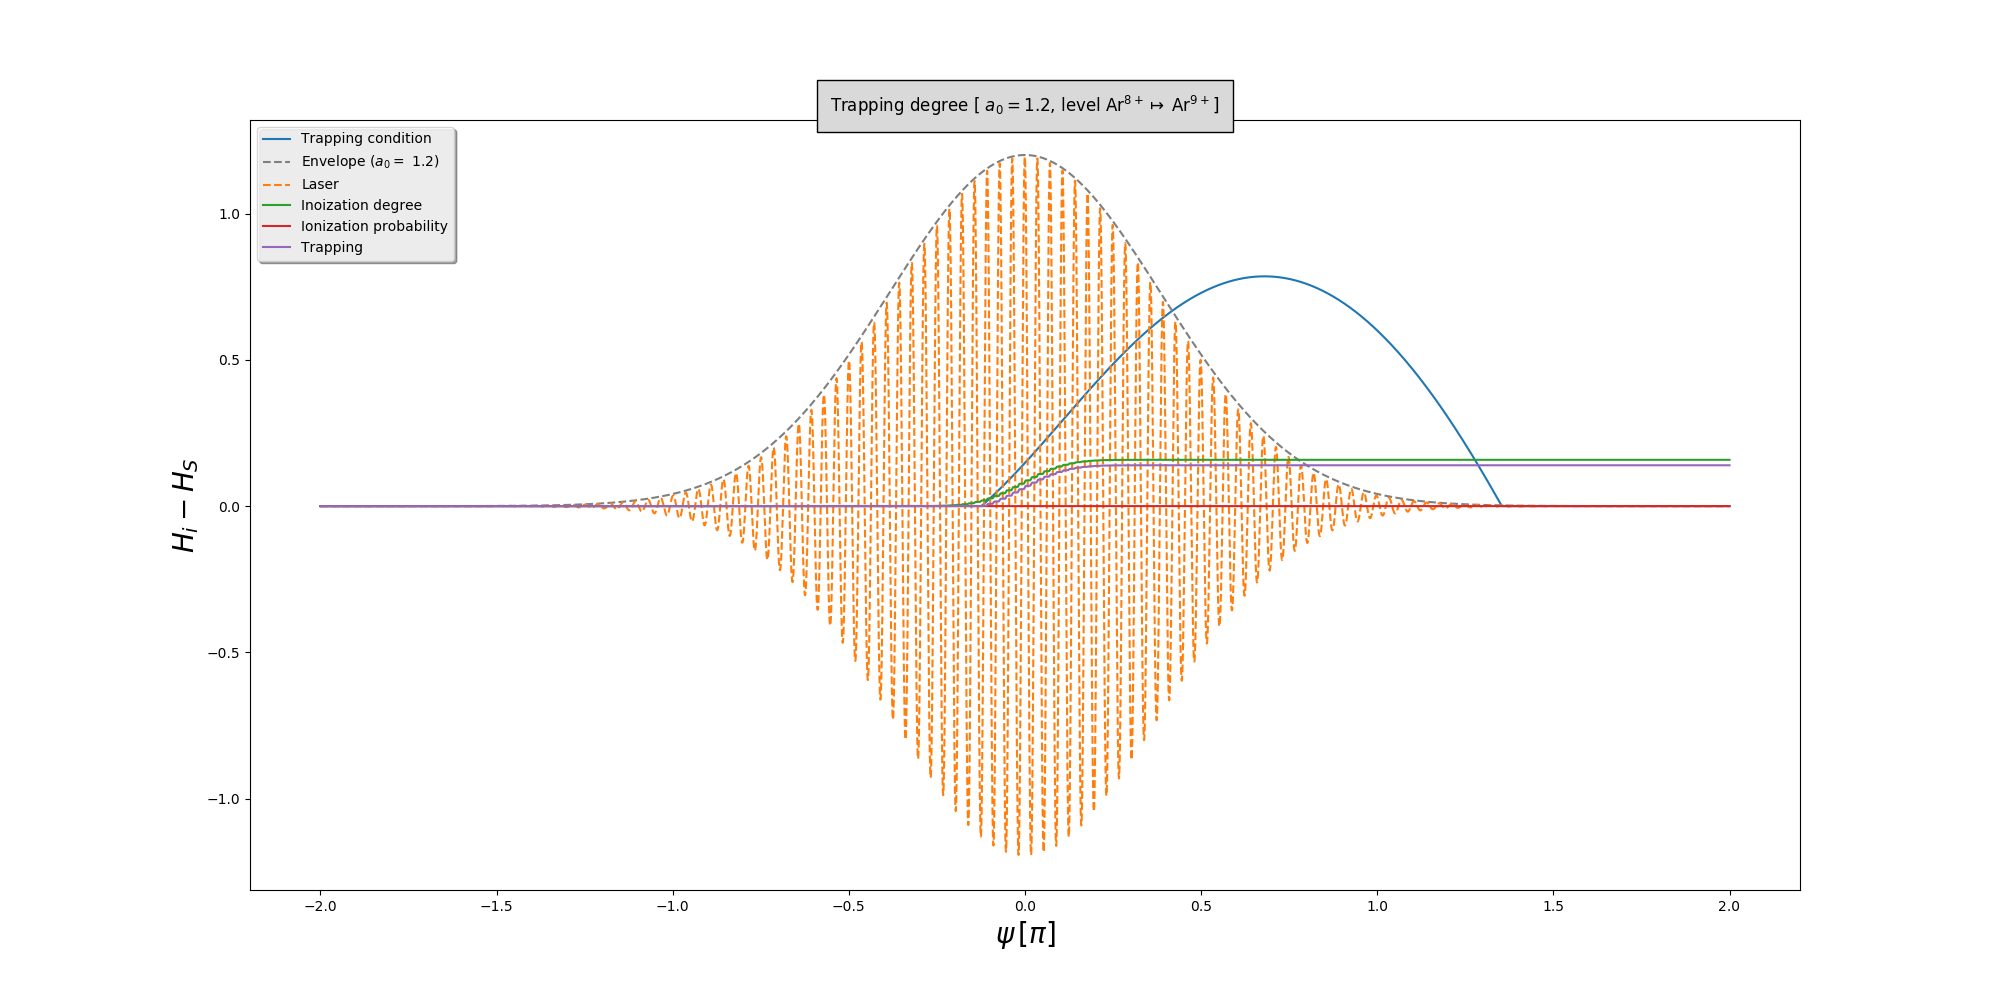 Trapping degree [ a₀ = 1.2, level Ar⁸⁺ ↦ Ar⁹⁺ ]
Trapping condition
Envelope (a₀ = 1.2)
Laser
Inoization degree
Ionization probability
Trapping
1.0
0.5
0.0
−0.5
−1.0
H_i − H_S
−2.0 −1.5 −1.0 −0.5 0.0 0.5 1.0 1.5 2.0
ψ [π]